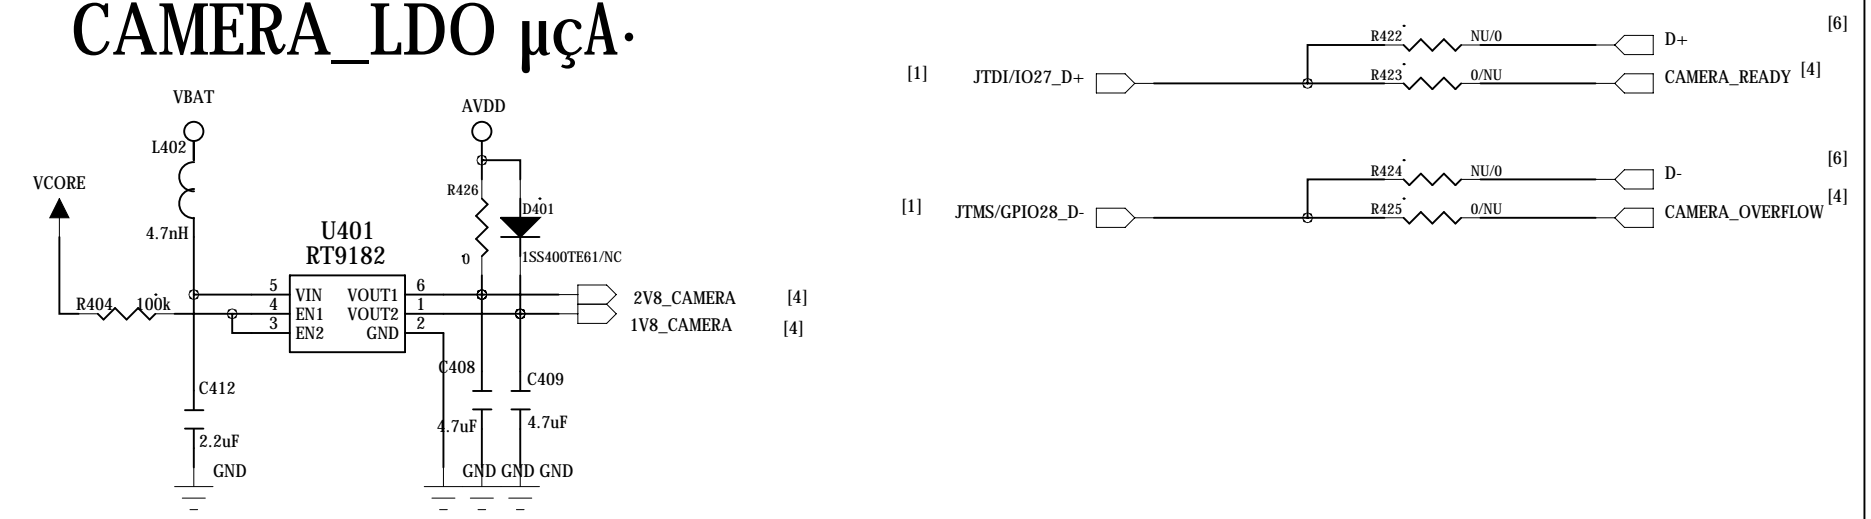 CAMERA_LDO µçÂ·
VBAT
L402
4.7nH
VCORE
R404 100k
U401
RT9182
5 VIN VOUT1 6
4 EN1 VOUT2 1
3 EN2 GND 2
AVDD
R426
0
D401
1SS400TE61/NC
2V8_CAMERA [4]
1V8_CAMERA [4]
C412
2.2uF
GND
C408
4.7uF
C409
4.7uF
GND GND GND
[1] JTDI/IO27_D+
R422 NU/0 D+ [6]
R423 0/NU CAMERA_READY [4]
[1] JTMS/GPIO28_D-
R424 NU/0 D- [6]
R425 0/NU CAMERA_OVERFLOW [4]